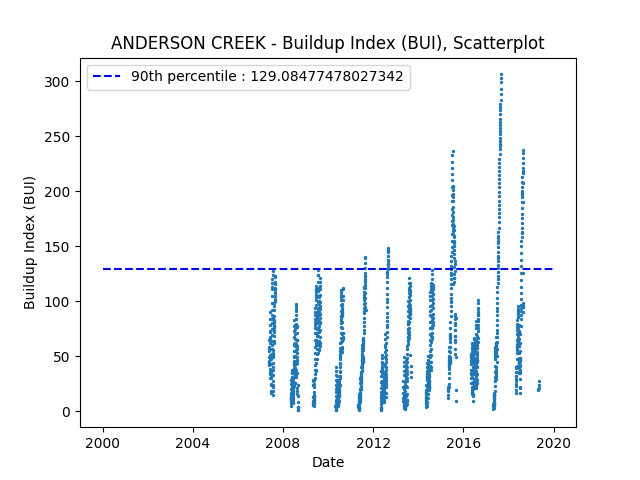 ANDERSON CREEK - Buildup Index (BUI), Scatterplot
90th percentile : 129.08477478027342
300
250
200
150
100
50
0
Buildup Index (BUI)
2000 2004 2008 2012 2016 2020
Date